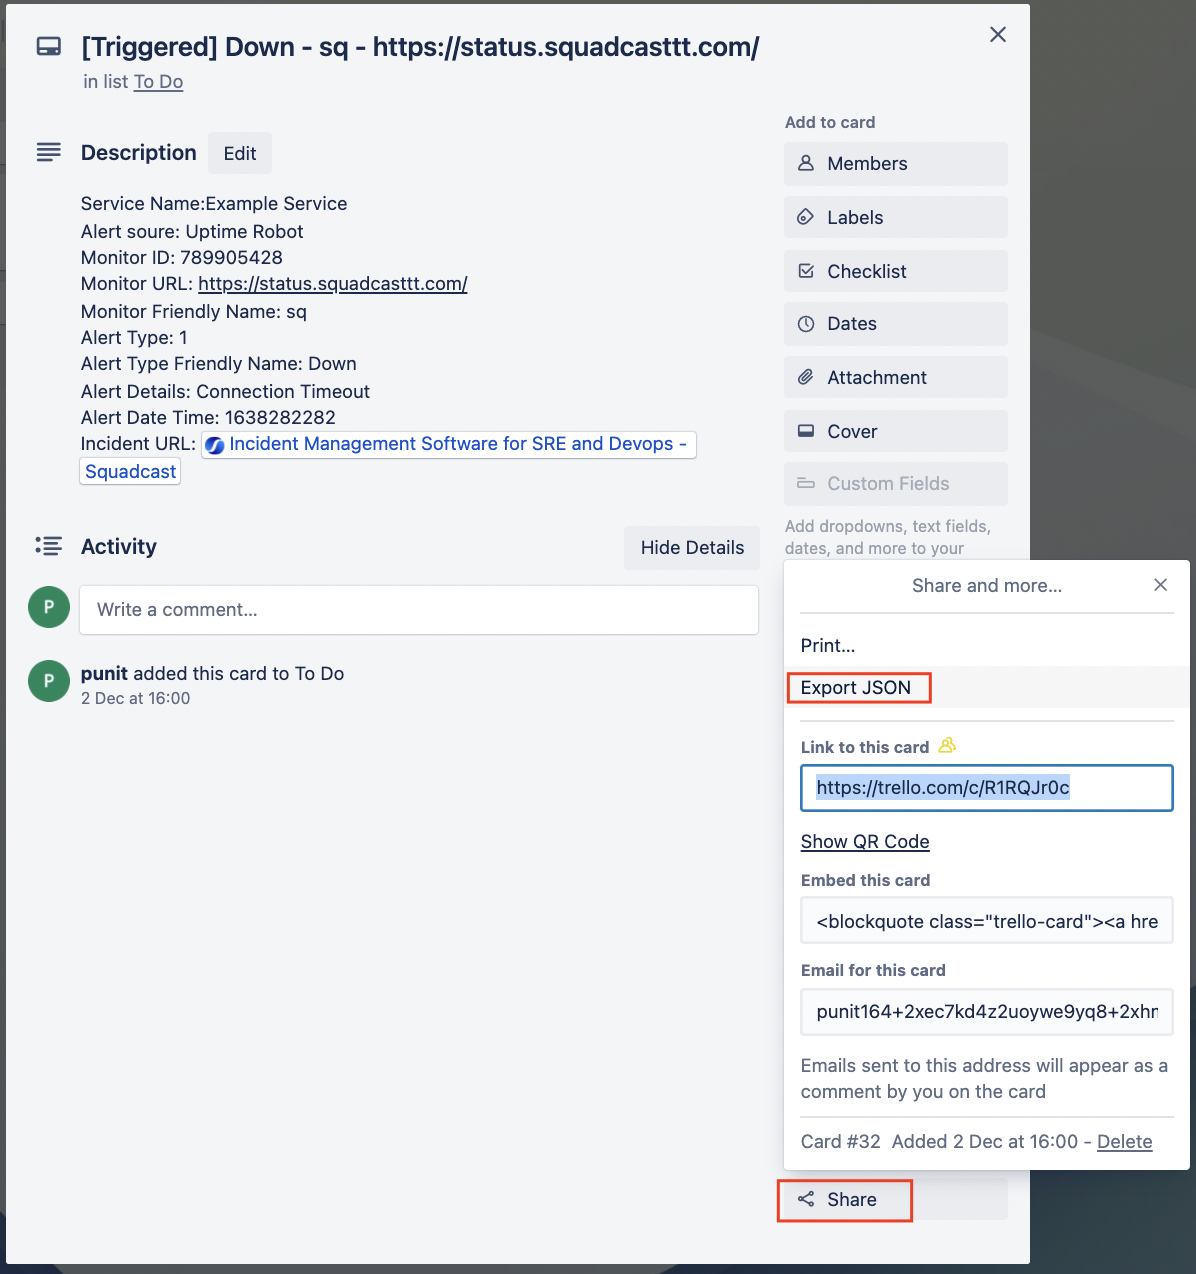 [Triggered] Down - sq - https://status.squadcasttt.com/
in list To Do
Description
Edit
Service Name:Example Service
Alert soure: Uptime Robot
Monitor ID: 789905428
Monitor URL: https://status.squadcasttt.com/
Monitor Friendly Name: sq
Alert Type: 1
Alert Type Friendly Name: Down
Alert Details: Connection Timeout
Alert Date Time: 1638282282
Incident URL: Incident Management Software for SRE and Devops -
Squadcast
Activity
Hide Details
P
Write a comment...
P
punit added this card to To Do
2 Dec at 16:00
Add to card
Members
Labels
Checklist
Dates
Attachment
Cover
Custom Fields
Add dropdowns, text fields,
dates, and more to your
Share and more...
Print...
Export JSON
Link to this card
https://trello.com/c/R1RQJr0c
Show QR Code
Embed this card
<blockquote class="trello-card"><a hre
Email for this card
punit164+2xec7kd4z2uoywe9yq8+2xhn
Emails sent to this address will appear as a
comment by you on the card
Card #32 Added 2 Dec at 16:00 - Delete
Share